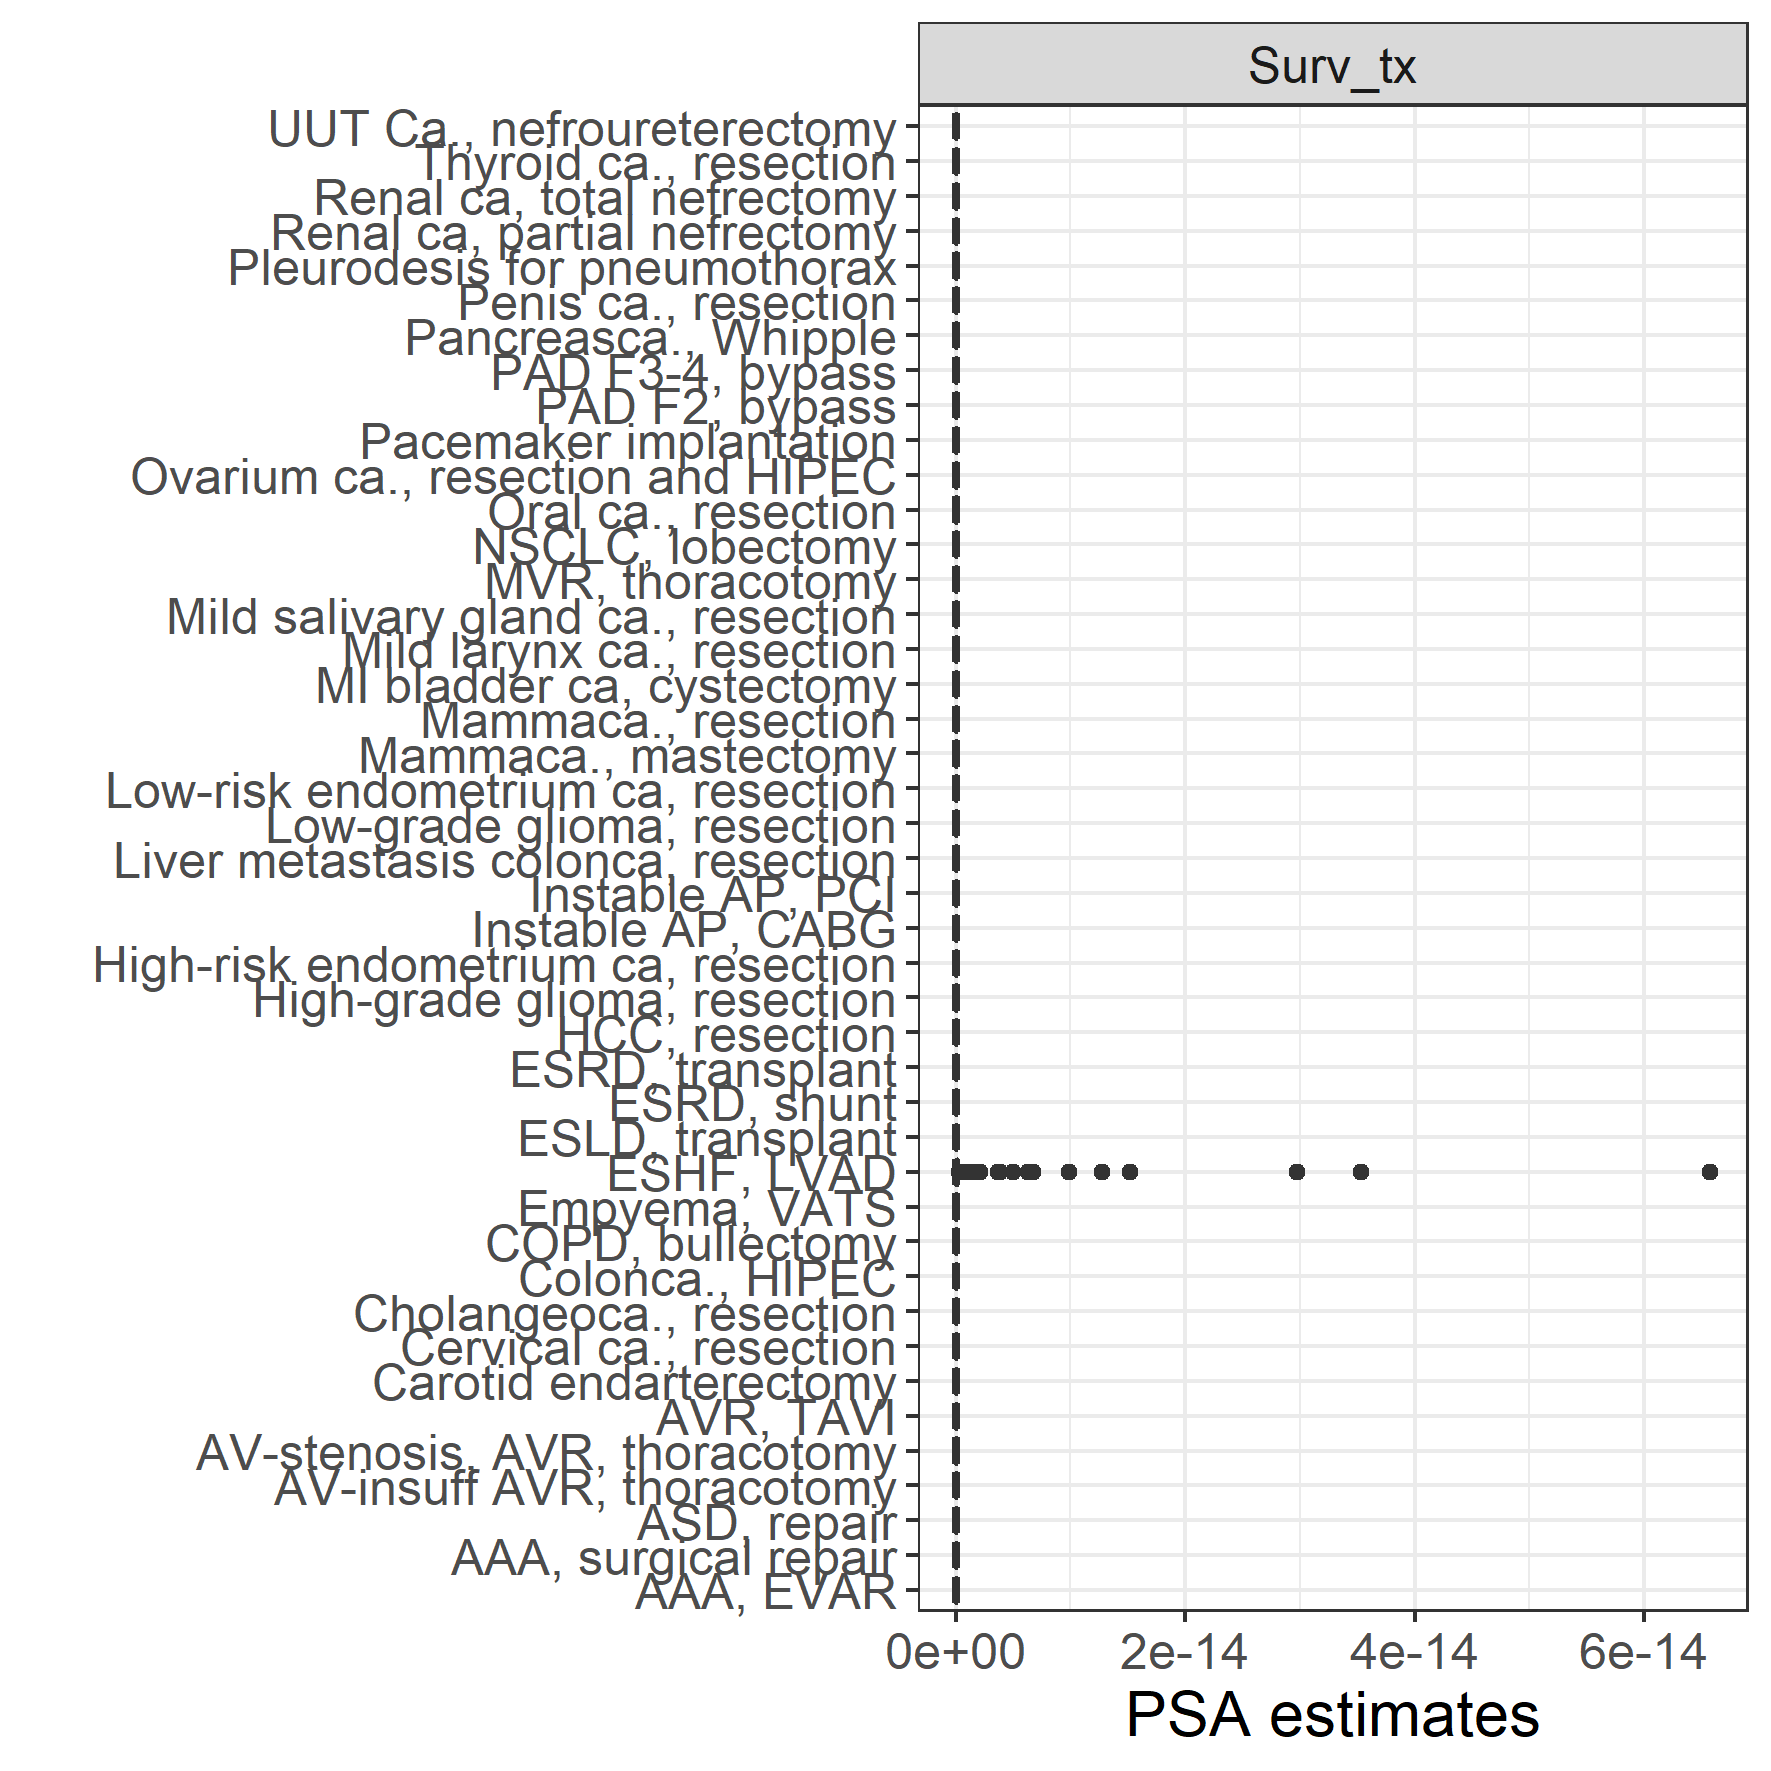 Surv_tx
UUT Ca., nefroureterectomy
Thyroid ca., resection
Renal ca, total nefrectomy
Renal ca, partial nefrectomy
Pleurodesis for pneumothorax
Penis ca., resection
Pancreasca., Whipple
PAD F3-4, bypass
PAD F2, bypass
Pacemaker implantation
Ovarium ca., resection and HIPEC
Oral ca., resection
NSCLC, lobectomy
MVR, thoracotomy
Mild salivary gland ca., resection
Mild larynx ca., resection
MI bladder ca, cystectomy
Mammaca., resection
Mammaca., mastectomy
Low-risk endometrium ca, resection
Low-grade glioma, resection
Liver metastasis colonca, resection
Instable AP, PCI
Instable AP, CABG
High-risk endometrium ca, resection
High-grade glioma, resection
HCC, resection
ESRD, transplant
ESRD, shunt
ESLD, transplant
ESHF, LVAD
Empyema, VATS
COPD, bullectomy
Colonca., HIPEC
Cholangeoca., resection
Cervical ca., resection
Carotid endarterectomy
AVR, TAVI
AV-stenosis, AVR, thoracotomy
AV-insuff AVR, thoracotomy
ASD, repair
AAA, surgical repair
AAA, EVAR
0e+00 2e-14 4e-14 6e-14
PSA estimates